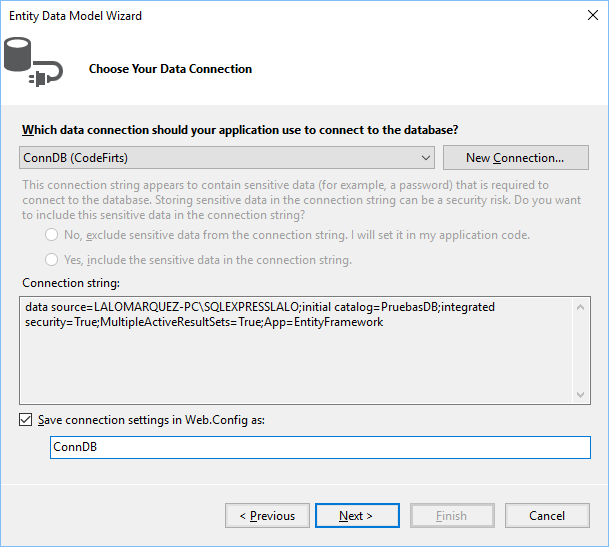 Entity Data Model Wizard
Choose Your Data Connection
Which data connection should your application use to connect to the database?
ConnDB (CodeFirts)
New Connection...
This connection string appears to contain sensitive data (for example, a password) that is required to
connect to the database. Storing sensitive data in the connection string can be a security risk. Do you want
to include this sensitive data in the connection string?
No, exclude sensitive data from the connection string. I will set it in my application code.
Yes, include the sensitive data in the connection string.
Connection string:
data source=LALOMARQUEZ-PC\SQLEXPRESSLALO;initial catalog=PruebasDB;integrated
security=True;MultipleActiveResultSets=True;App=EntityFramework
Save connection settings in Web.Config as:
ConnDB
< Previous
Next >
Finish
Cancel